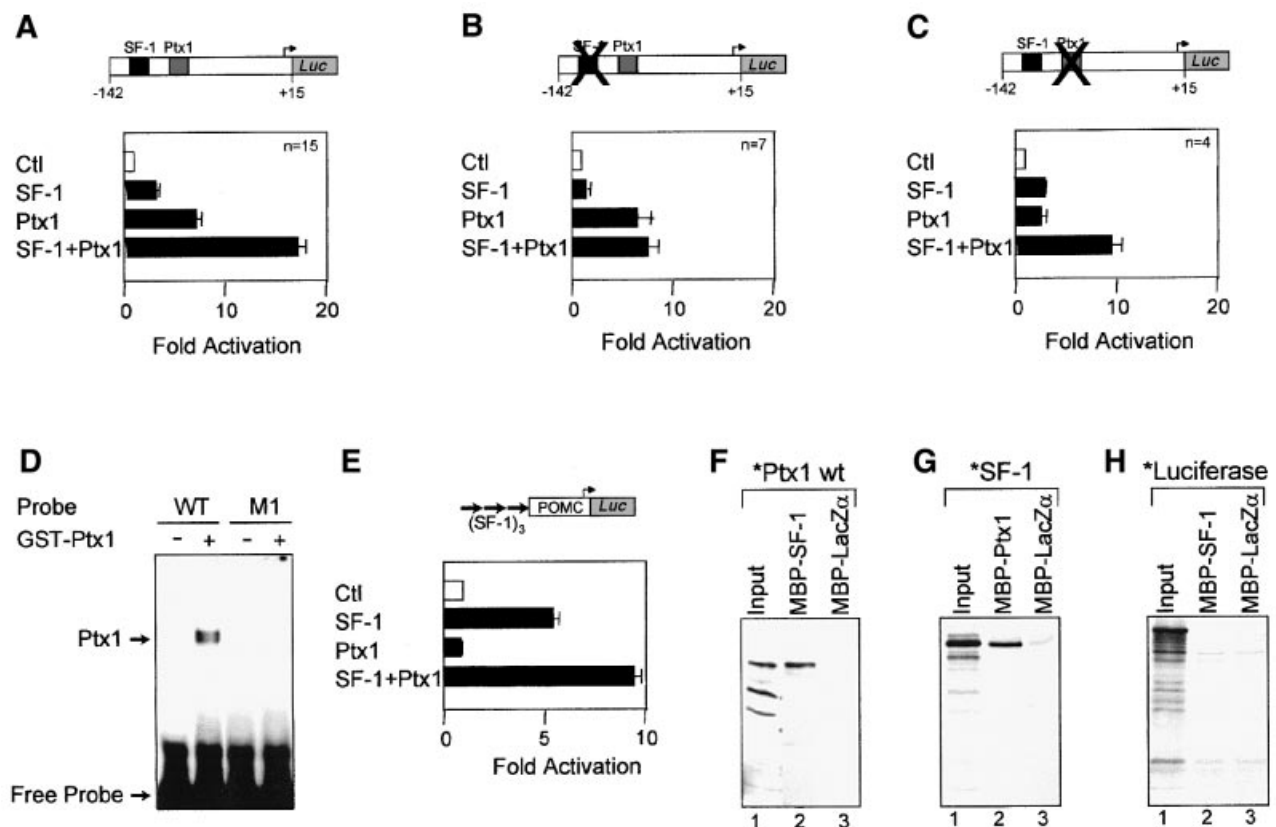 A
SF-1 Ptx1
Luc
-142 +15
n=15
Ctl
SF-1
Ptx1
SF-1+Ptx1
0 10 20
Fold Activation
B
Ptx1
Luc
-142 +15
n=7
Ctl
SF-1
Ptx1
SF-1+Ptx1
0 10 20
Fold Activation
C
SF-1 Ptx1
Luc
-142 +15
n=4
Ctl
SF-1
Ptx1
SF-1+Ptx1
0 10 20
Fold Activation
D
Probe WT M1
GST-Ptx1 - + - +
Ptx1
Free Probe
E
POMC Luc
(SF-1)3
Ctl
SF-1
Ptx1
SF-1+Ptx1
0 5 10
Fold Activation
F
*Ptx1 wt
Input
MBP-SF-1
MBP-LacZα
1 2 3
G
*SF-1
Input
MBP-Ptx1
MBP-LacZα
1 2 3
H
*Luciferase
Input
MBP-SF-1
MBP-LacZα
1 2 3